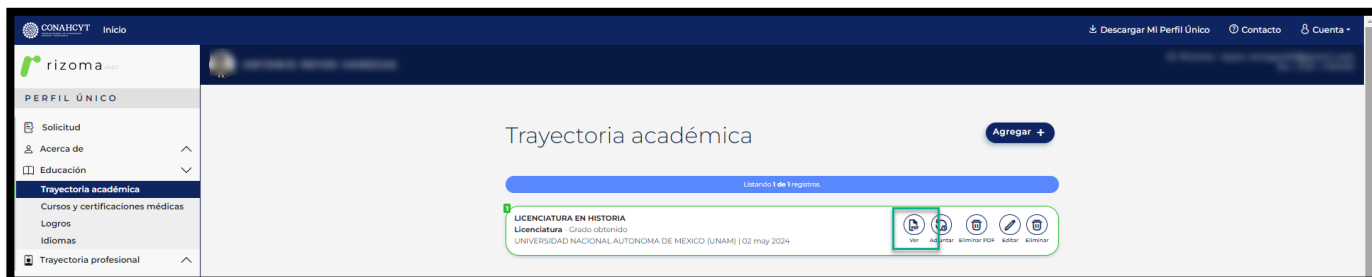 CONAHCYT Inicio
Descargar Mi Perfil Único Contacto Cuenta
rizoma
PERFIL ÚNICO
Solicitud
Acerca de
Educación
Trayectoria académica
Cursos y certificaciones médicas
Logros
Idiomas
Trayectoria profesional
Trayectoria académica
Agregar +
Listando 1 de 1 registros.
1
LICENCIATURA EN HISTORIA
Licenciatura - Grado obtenido
UNIVERSIDAD NACIONAL AUTONOMA DE MEXICO (UNAM) | 02 may 2024
Ver Adjuntar Eliminar PDF Editar Eliminar